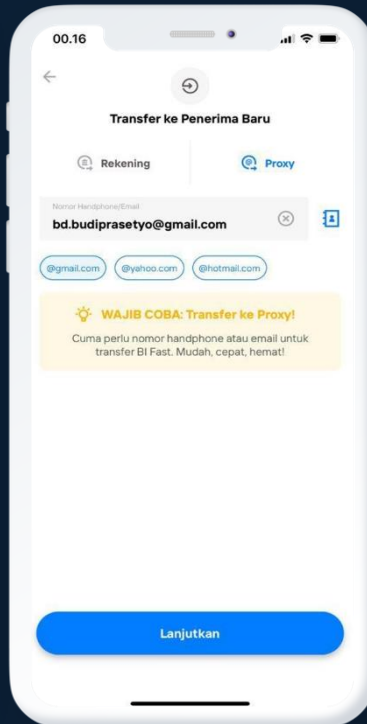 00.16
Transfer ke Penerima Baru
Rekening
Proxy
Nomor Handphone/Email
bd.budiprasetyo@gmail.com
@gmail.com
@yahoo.com
@hotmail.com
WAJIB COBA: Transfer ke Proxy!
Cuma perlu nomor handphone atau email untuk
transfer BI Fast. Mudah, cepat, hemat!
Lanjutkan